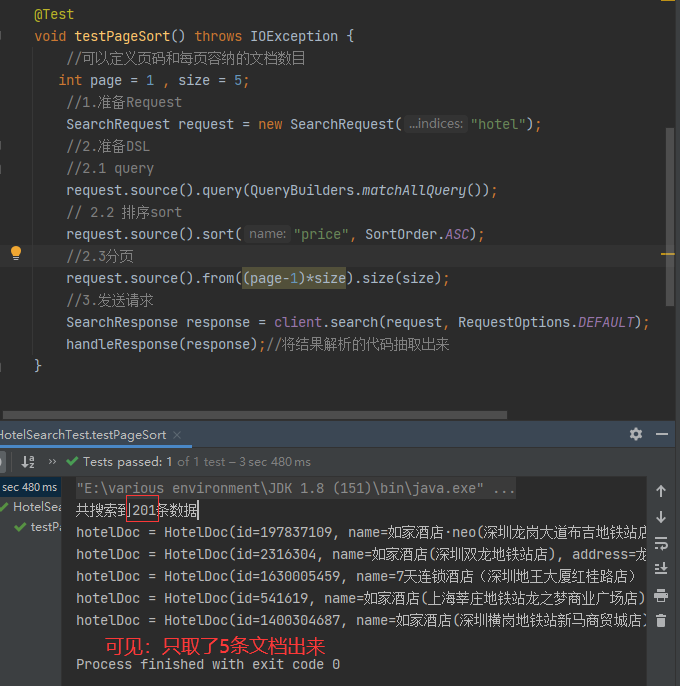 @Test
void testPageSort() throws IOException {
//可以定义页码和每页容纳的文档数目
int page = 1 , size = 5;
//1.准备Request
SearchRequest request = new SearchRequest( ...indices: "hotel");
//2.准备DSL
//2.1 query
request.source().query(QueryBuilders.matchAllQuery());
// 2.2 排序sort
request.source().sort( name: "price", SortOrder.ASC);
//2.3分页
request.source().from((page-1)*size).size(size);
//3.发送请求
SearchResponse response = client.search(request, RequestOptions.DEFAULT);
handleResponse(response);//将结果解析的代码抽取出来
}
HotelSearchTest.testPageSort ×
» Tests passed: 1 of 1 test – 3 sec 480 ms
sec 480 ms
"E:\various environment\JDK 1.8 (151)\bin\java.exe" ...
共搜索到201条数据
HotelSe
hotelDoc = HotelDoc(id=197837109, name=如家酒店·neo(深圳龙岗大道布吉地铁站店
testP
hotelDoc = HotelDoc(id=2316304, name=如家酒店(深圳双龙地铁站店), address=龙
hotelDoc = HotelDoc(id=1630005459, name=7天连锁酒店（深圳地王大厦红桂路店）
hotelDoc = HotelDoc(id=541619, name=如家酒店(上海莘庄地铁站龙之梦商业广场店)
hotelDoc = HotelDoc(id=1400304687, name=如家酒店(深圳横岗地铁站新马商贸城店)
可见：只取了5条文档出来
Process finished with exit code 0